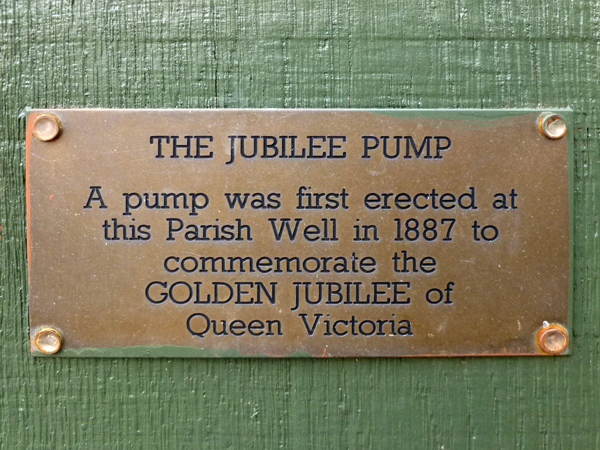 THE JUBILEE PUMP
A pump was first erected at
this Parish Well in 1887 to
commemorate the
GOLDEN JUBILEE of
Queen Victoria